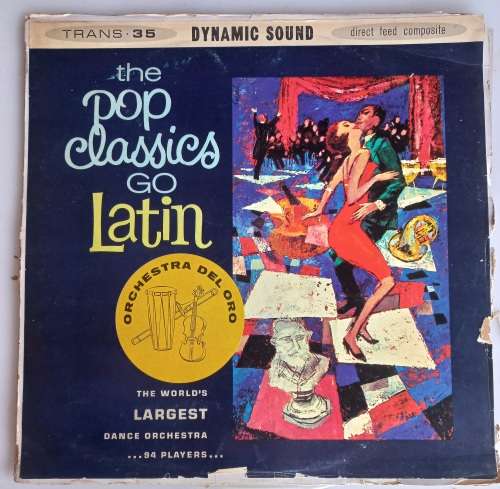 TRANS · 35 DYNAMIC SOUND direct feed composite
the
pop
classics
GO
Latin
ORCHESTRA DEL ORO
THE WORLD'S
LARGEST
DANCE ORCHESTRA
...94 PLAYERS...